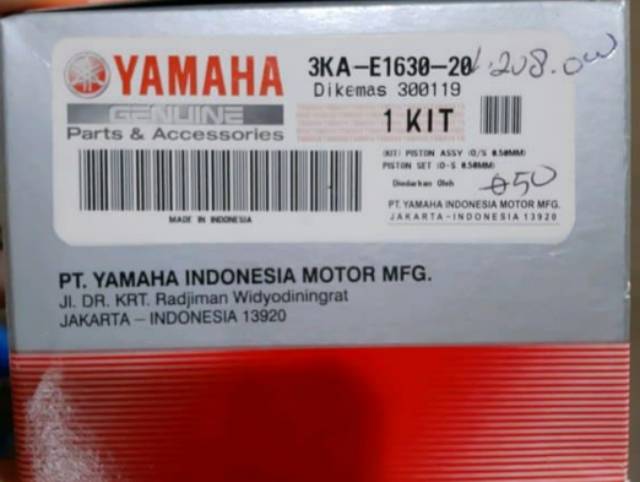 YAMAHA
GENUINE
Parts & Accessories
3KA-E1630-20
Dikemas 300119
1 KIT
(KIT) PISTON ASSY (O/S 0.50MM)
PISTON SET (O-S 0.50MM)
Diedarkan Oleh
050
PT. YAMAHA INDONESIA MOTOR MFG.
JAKARTA-INDONESIA 13920
MADE IN INDONESIA
PT. YAMAHA INDONESIA MOTOR MFG.
Jl. DR. KRT. Radjiman Widyodiningrat
JAKARTA – INDONESIA 13920